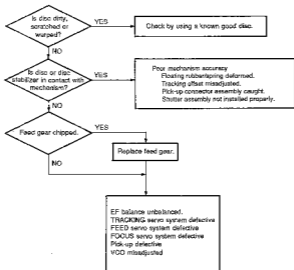 Is disc dirty,
scratched or
warped?
YES
Check by using a known good disc.
NO
Is disc or disc
stabilizer in contact with
mechanism?
YES
Poor mechanism accuracy
Floating rubber/spring deformed.
Tracking offset misadjusted.
Pick-up connector assembly caught.
Shutter assembly not installed properly.
NO
Feed gear chipped.
YES
Replace feed gear.
NO
EF balance unbalanced.
TRACKING servo system defective
FEED servo system defective
FOCUS servo system defective
Pick-up defective
VCO misadjusted